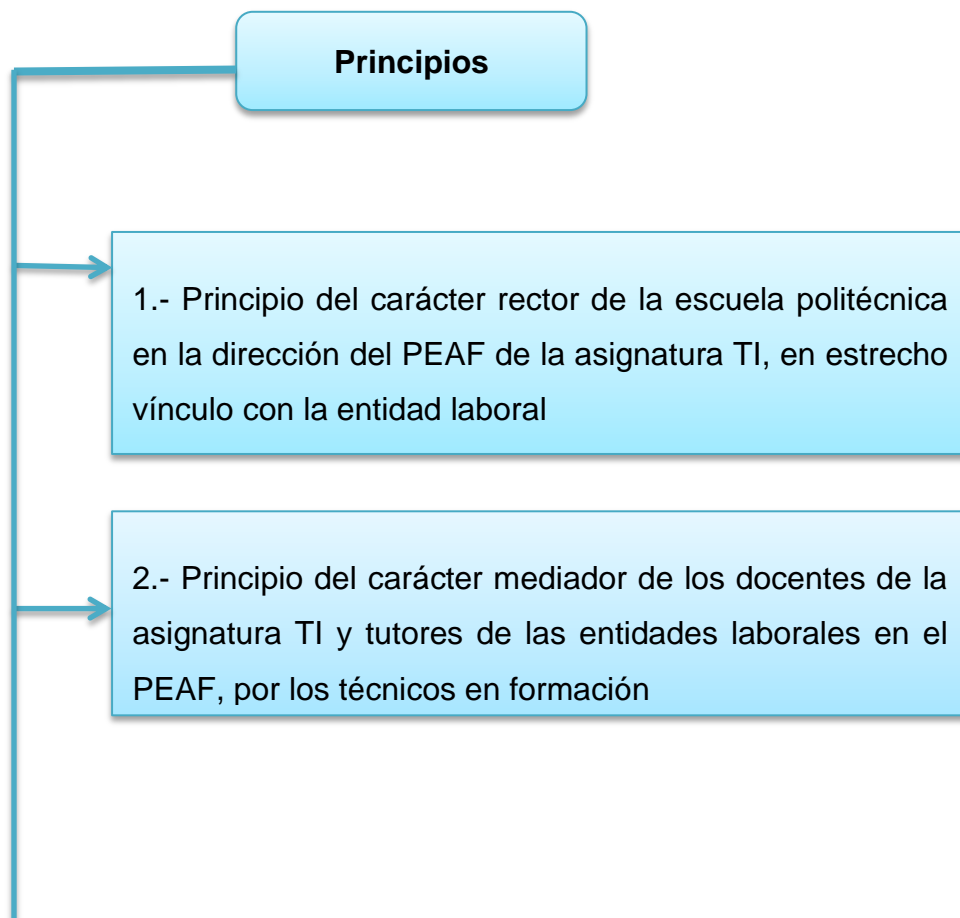 Principios
1.- Principio del carácter rector de la escuela politécnica
en la dirección del PEAF de la asignatura TI, en estrecho
vínculo con la entidad laboral
2.- Principio del carácter mediador de los docentes de la
asignatura TI y tutores de las entidades laborales en el
PEAF, por los técnicos en formación